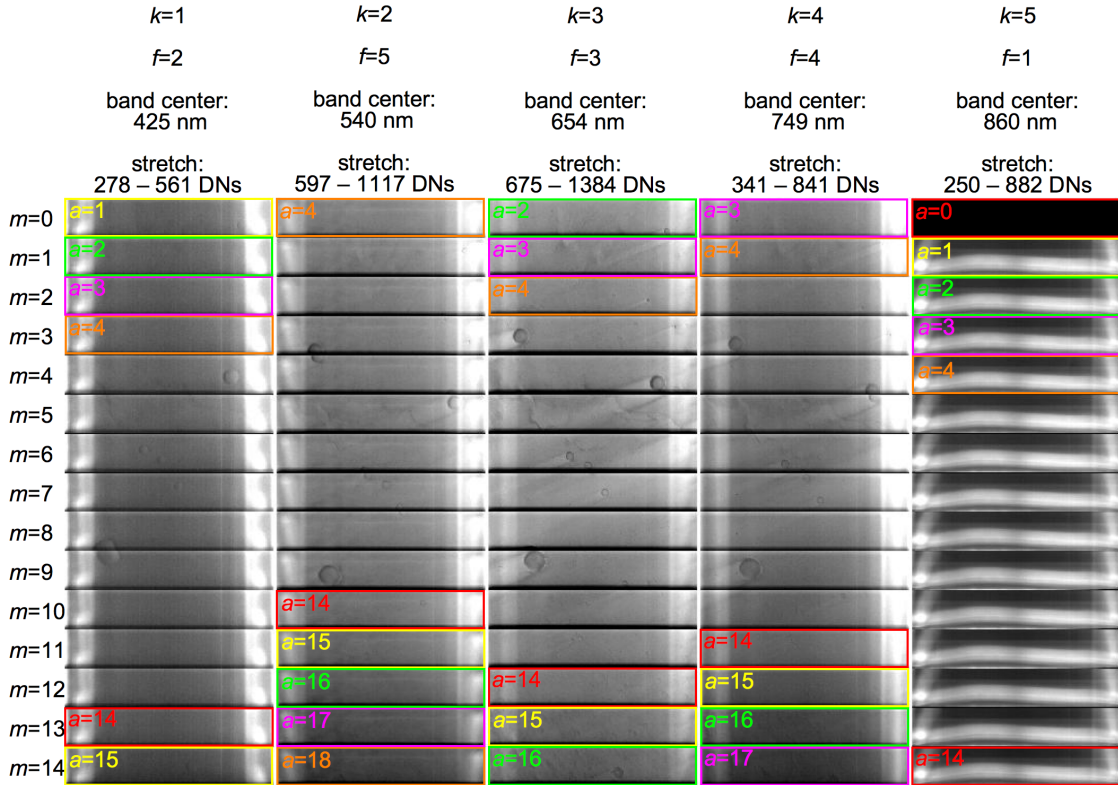 k=1 k=2 k=3 k=4 k=5
f=2 f=5 f=3 f=4 f=1
band center: band center: band center: band center: band center:
425 nm 540 nm 654 nm 749 nm 860 nm
stretch: stretch: stretch: stretch: stretch:
278 – 561 DNs 597 – 1117 DNs 675 – 1384 DNs 341 – 841 DNs 250 – 882 DNs
m=0 a=1 a=4 a=2 a=3 a=0
m=1 a=2 a=3 a=4 a=1
m=2 a=3 a=4 a=2
m=3 a=4 a=3
m=4 a=4
m=5
m=6
m=7
m=8
m=9
m=10 a=14
m=11 a=15 a=14
m=12 a=16 a=14 a=15
m=13 a=14 a=17 a=15 a=16
m=14 a=15 a=18 a=16 a=17 a=14